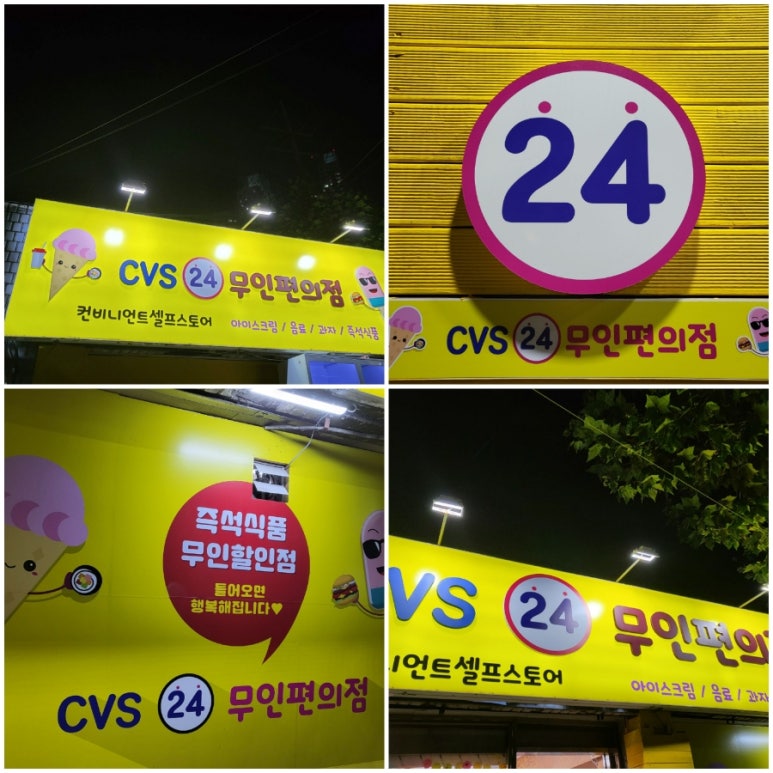 CVS 24 무인편의점
컨비니언트셀프스토어
아이스크림 / 음료 / 과자 / 즉석식품
24
CVS 24 무인편의점
즉석식품
무인할인점
들어오면
행복해집니다♥
CVS 24 무인편의점
VS 24 무인편의
니언트셀프스토어
아이스크림 / 음료 / 과자